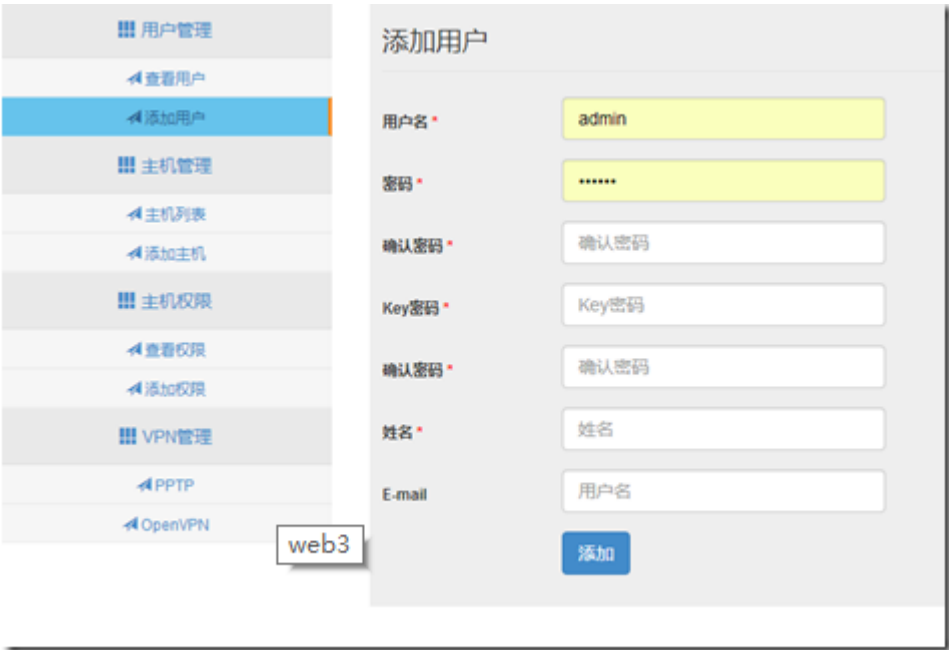 用户管理
查看用户
添加用户
主机管理
主机列表
添加主机
主机权限
查看权限
添加权限
VPN管理
PPTP
OpenVPN
web3
添加用户
用户名 * admin
密码 * ••••••
确认密码 * 确认密码
Key密码 * Key密码
确认密码 * 确认密码
姓名 * 姓名
E-mail 用户名
添加